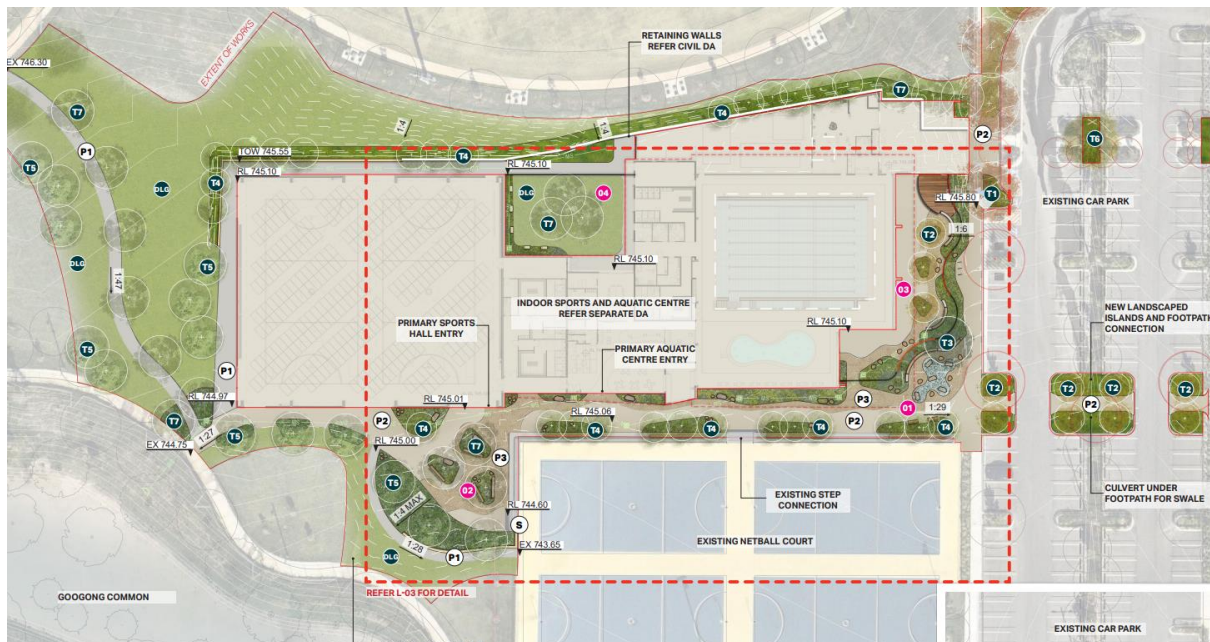 RETAINING WALLS
REFER CIVIL DA
EX 746.30
EXTENT OF WORKS
T7
T7
T4
1:4
1:4
P2
T6
P1
T5
TOW 745.55
T4
RL 745.10
RL 745.10
T4
DLG
DLG
04
T7
T1
RL 745.80
EXISTING CAR PARK
T2
1:6
DLG
T5
RL 745.10
1:47
03
INDOOR SPORTS AND AQUATIC CENTRE
REFER SEPARATE DA
NEW LANDSCAPED
ISLANDS AND FOOTPATH
CONNECTION
PRIMARY SPORTS
HALL ENTRY
RL 745.10
T3
T5
PRIMARY AQUATIC
CENTRE ENTRY
P1
T2
T2
T2
T2
RL 744.97
P3
RL 745.01
01
1:29
P2
RL 745.06
T7
P2
P2
T4
T4
T4
T4
T4
1:27
T5
EX 744.75
RL 745.00
T7
P3
T5
02
1:4 MAX
CULVERT UNDER
FOOTPATH FOR SWALE
EXISTING STEP
CONNECTION
RL 744.60
S
EXISTING NETBALL COURT
1:28
DLG
P1
EX 743.65
REFER L-03 FOR DETAIL
GOOGONG COMMON
EXISTING CAR PARK